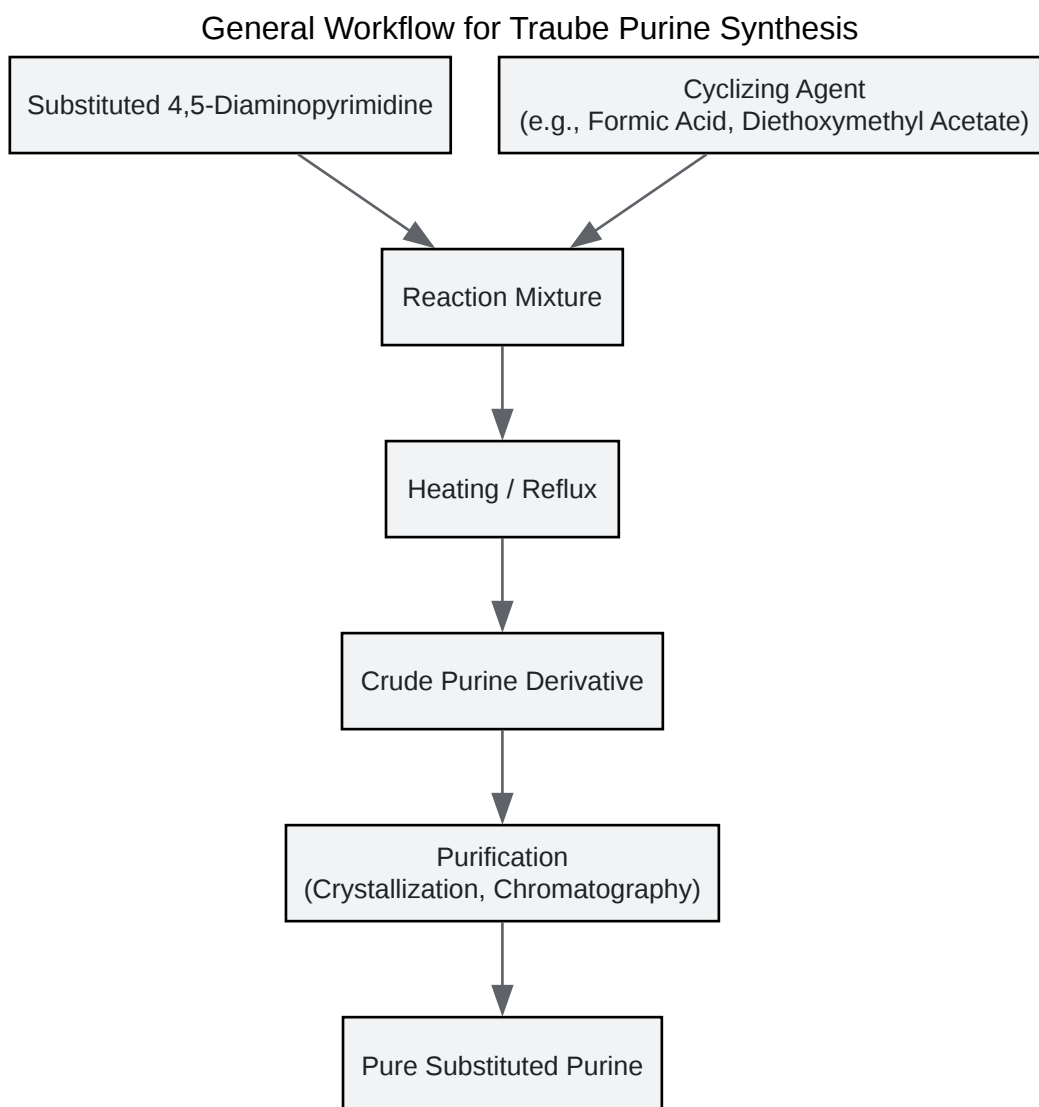 General Workflow for Traube Purine Synthesis
Substituted 4,5-Diaminopyrimidine
Cyclizing Agent
(e.g., Formic Acid, Diethoxymethyl Acetate)
Reaction Mixture
Heating / Reflux
Crude Purine Derivative
Purification
(Crystallization, Chromatography)
Pure Substituted Purine